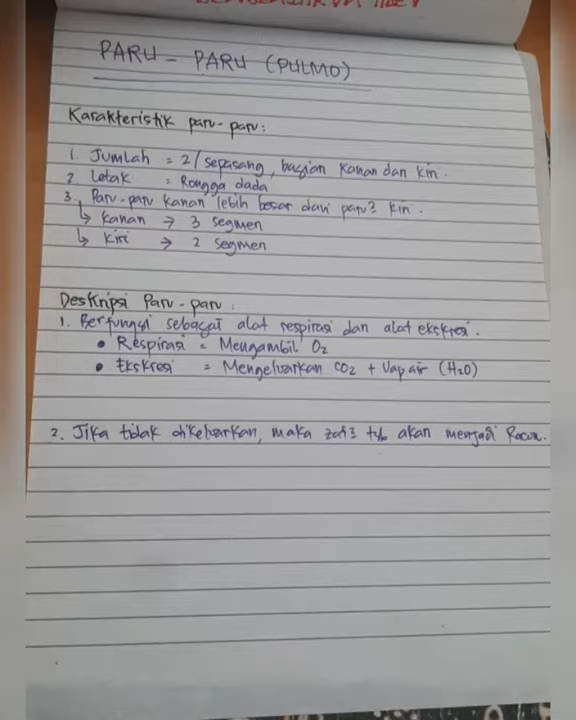 PARU - PARU (PULMO)
Karakteristik paru-paru:
1. Jumlah = 2/sepasang, bagian kanan dan kiri.
2. Letak = Rongga dada
3. Paru-paru kanan lebih besar dari paru² kiri.
↳ Kanan → 3 segmen
↳ Kiri → 2 segmen
Deskripsi Paru-paru:
1. Berfungsi sebagai alat respirasi dan alat ekskresi.
• Respirasi = Mengambil O₂
• Ekskresi = Mengeluarkan CO₂ + Uap air (H₂O)
2. Jika tidak dikeluarkan, maka zat² tsb akan menjadi Racun.